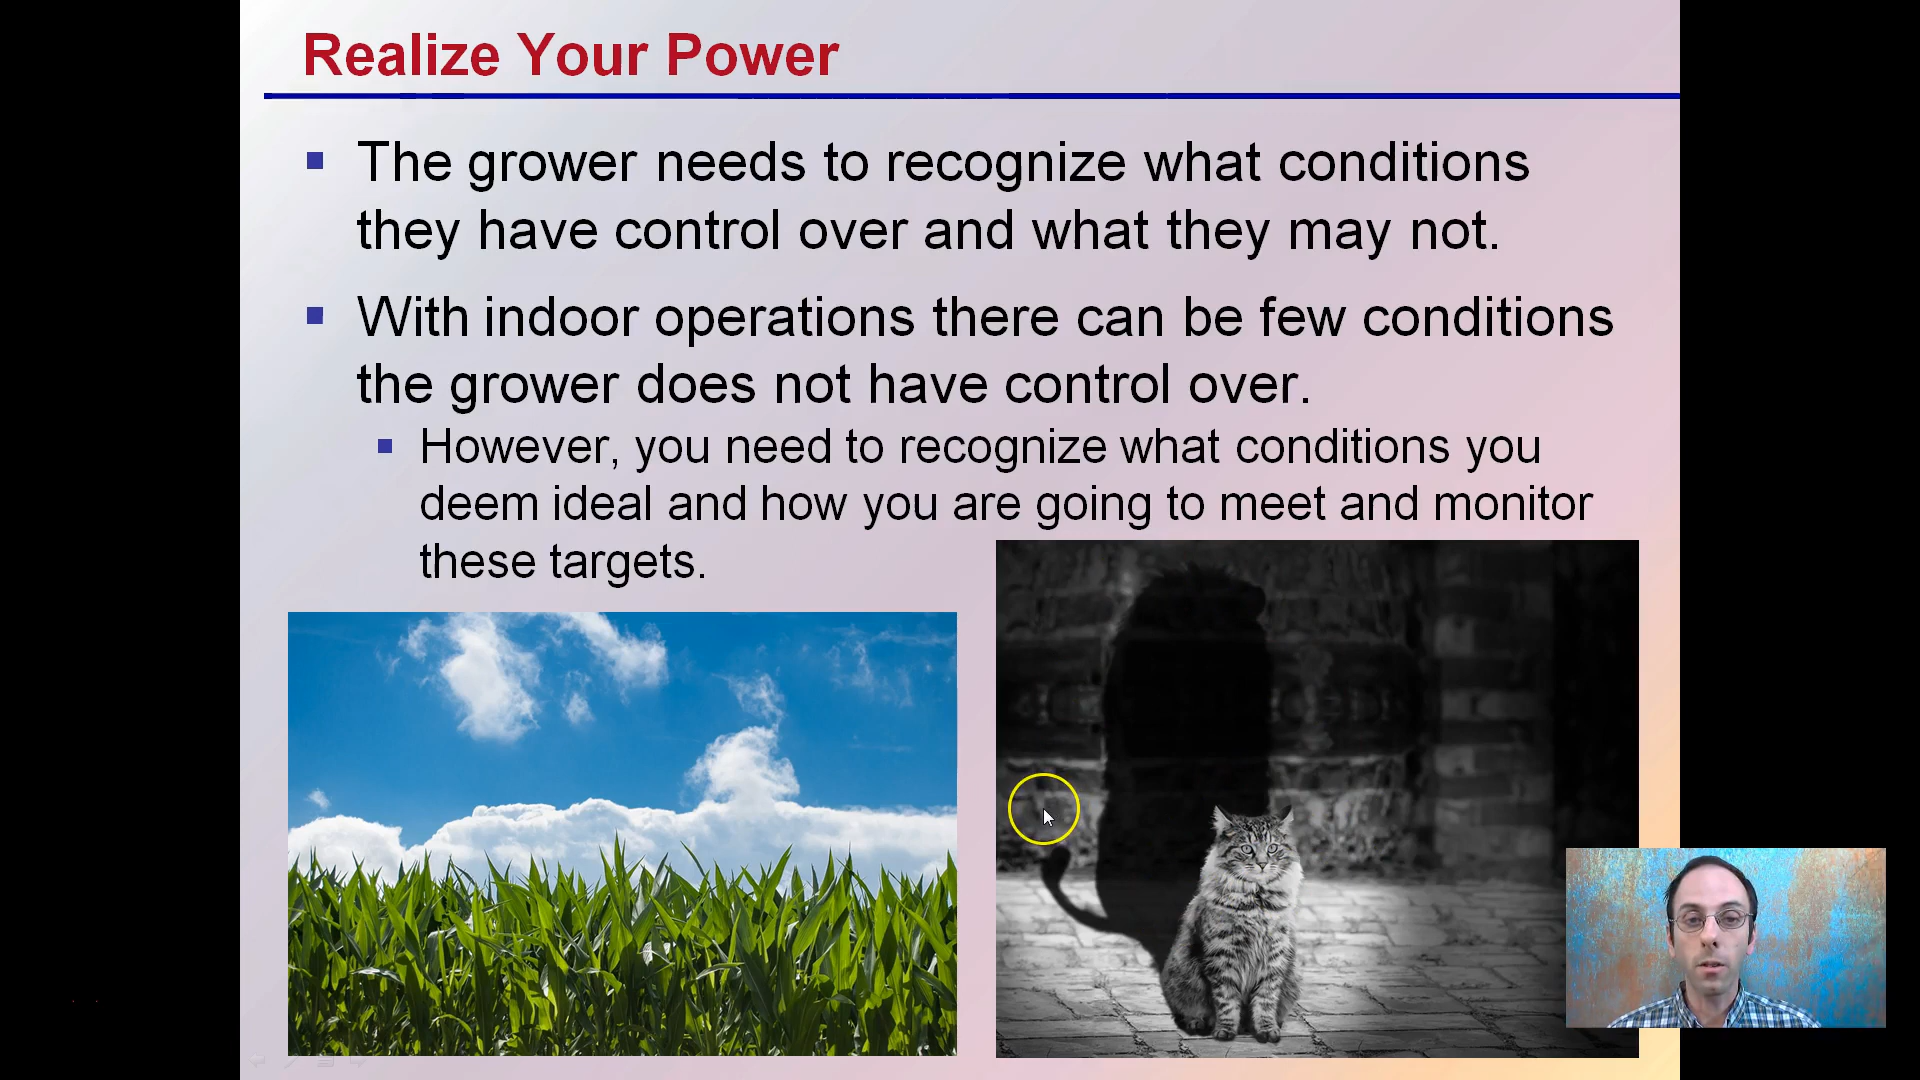 Realize Your Power
The grower needs to recognize what conditions
they have control over and what they may not.
With indoor operations there can be few conditions
the grower does not have control over.
However, you need to recognize what conditions you
deem ideal and how you are going to meet and monitor
these targets.